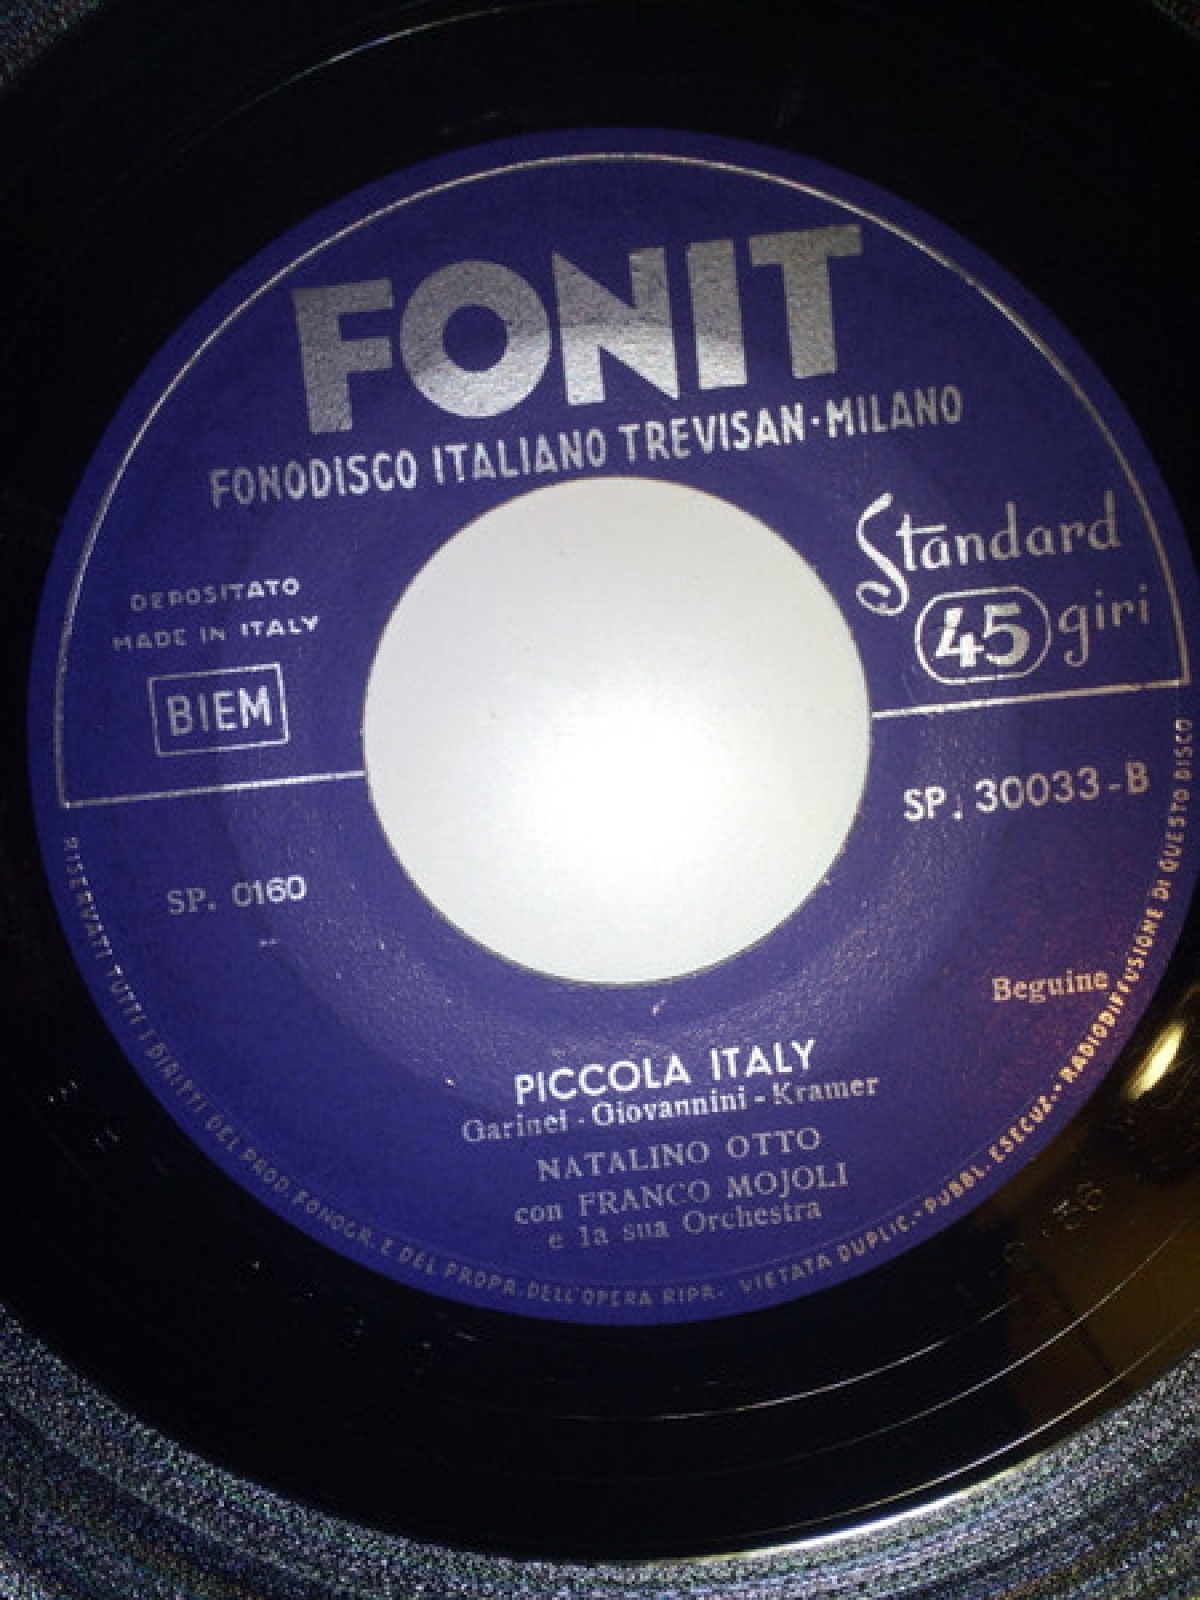 FONIT
FONODISCO ITALIANO TREVISAN·MILANO
Standard
45 giri
DEPOSITATO
MADE IN ITALY
BIEM
SP. 30033-B
SP. 0160
Beguine
PICCOLA ITALY
Garinei - Giovannini - Kramer
NATALINO OTTO
con FRANCO MOJOLI
e la sua Orchestra
RISERVATI TUTTI I DIRITTI DEL PROD. FONOGR. E DEL PROPR. DELL'OPERA RIPR. VIETATA DUPLIC.·PUBBL. ESECUZ.·RADIODIFFUSIONE DI QUESTO DISCO